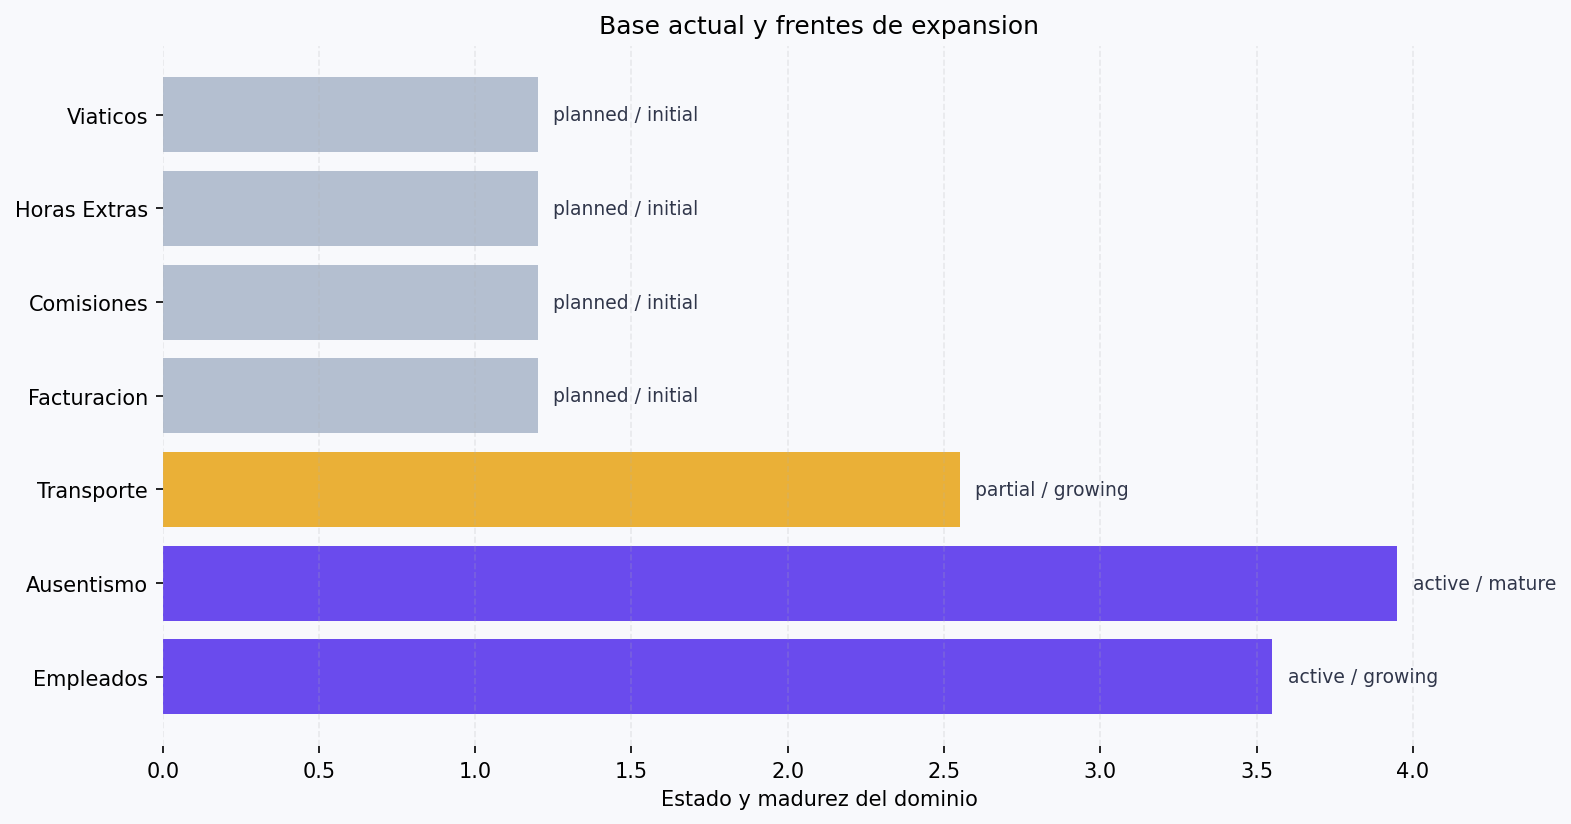 Base actual y frentes de expansion
Viaticos
planned / initial
Horas Extras
planned / initial
Comisiones
planned / initial
Facturacion
planned / initial
Transporte
partial / growing
Ausentismo
active / mature
Empleados
active / growing
0.0 0.5 1.0 1.5 2.0 2.5 3.0 3.5 4.0
Estado y madurez del dominio